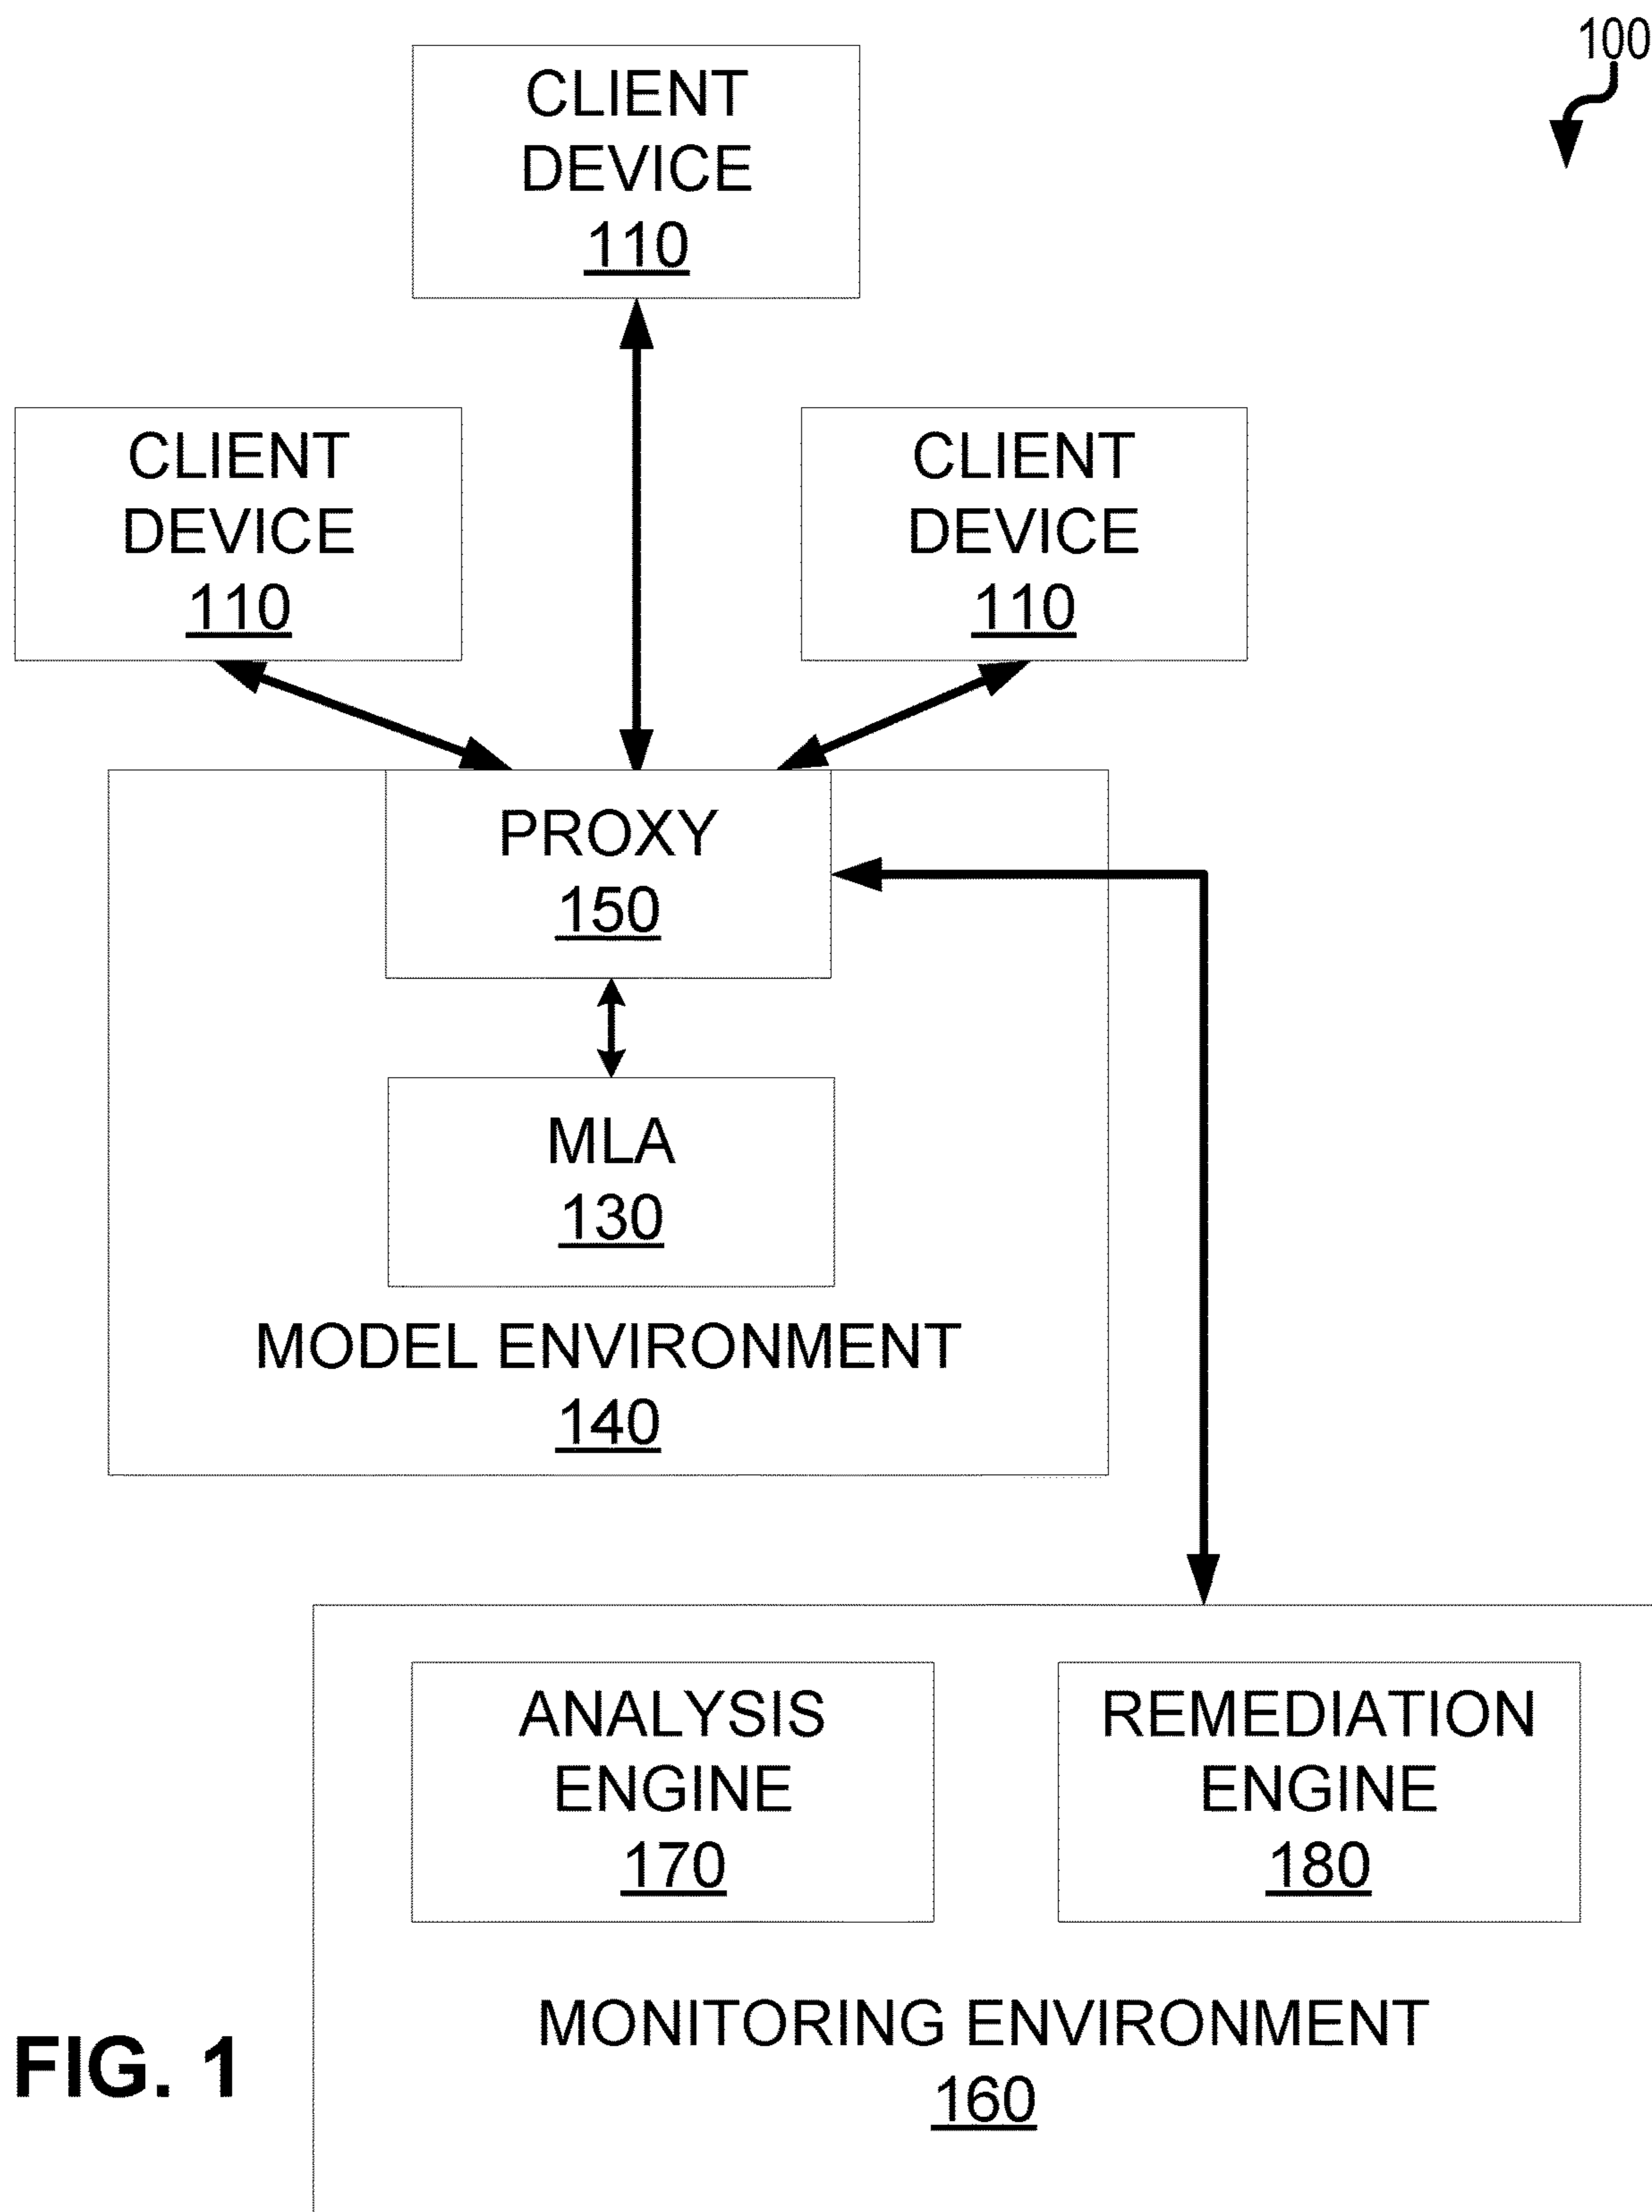 100
CLIENT
DEVICE
110
CLIENT
DEVICE
110
CLIENT
DEVICE
110
PROXY
150
MLA
130
MODEL ENVIRONMENT
140
ANALYSIS
ENGINE
170
REMEDIATION
ENGINE
180
MONITORING ENVIRONMENT
160
FIG. 1